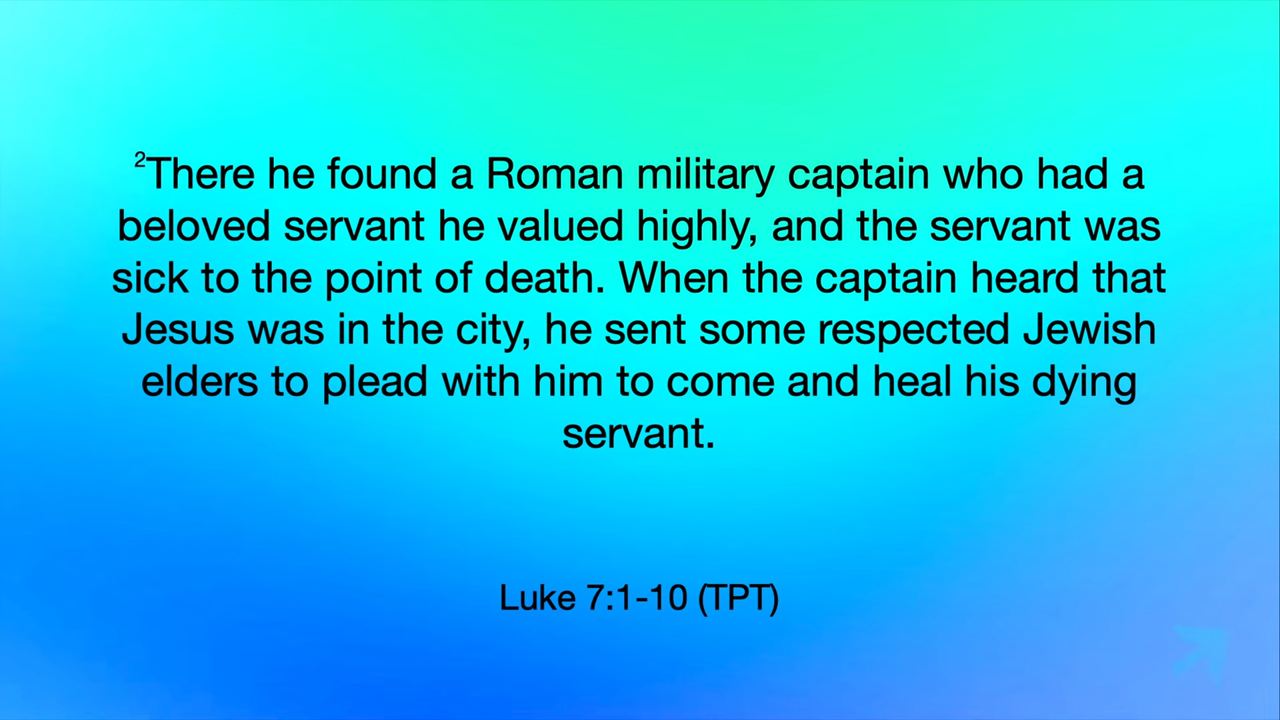 ²There he found a Roman military captain who had a
beloved servant he valued highly, and the servant was
sick to the point of death. When the captain heard that
Jesus was in the city, he sent some respected Jewish
elders to plead with him to come and heal his dying
servant.
Luke 7:1-10 (TPT)